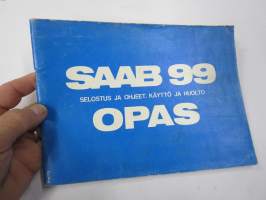 SAAB 99
SELOSTUS JA OHJEET. KÄYTTÖ JA HUOLTO
OPAS